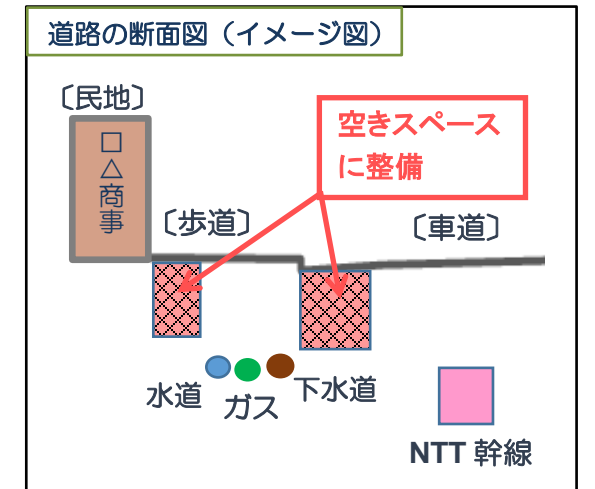 道路の断面図（イメージ図）
〔民地〕
□△商事
空きスペース
に整備
〔歩道〕
〔車道〕
水道
ガス
下水道
NTT 幹線